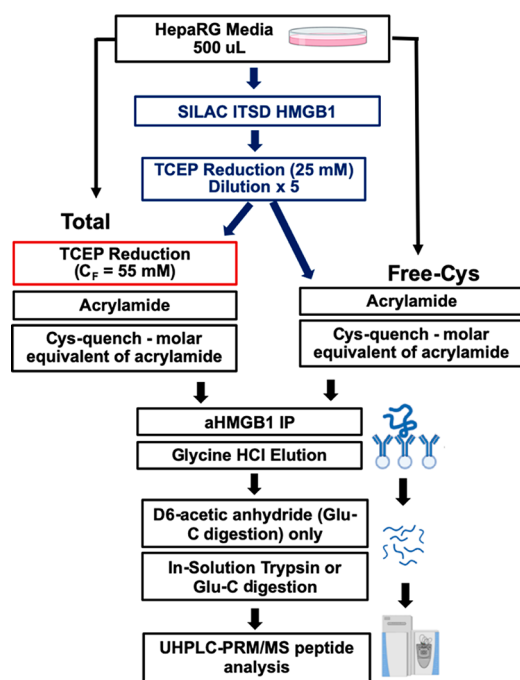 HepaRG Media
500 uL
SILAC ITSD HMGB1
TCEP Reduction (25 mM)
Dilution x 5
Total
TCEP Reduction
(CF = 55 mM)
Acrylamide
Cys-quench - molar
equivalent of acrylamide
Free-Cys
Acrylamide
Cys-quench - molar
equivalent of acrylamide
aHMGB1 IP
Glycine HCl Elution
D6-acetic anhydride (Glu-
C digestion) only
In-Solution Trypsin or
Glu-C digestion
UHPLC-PRM/MS peptide
analysis